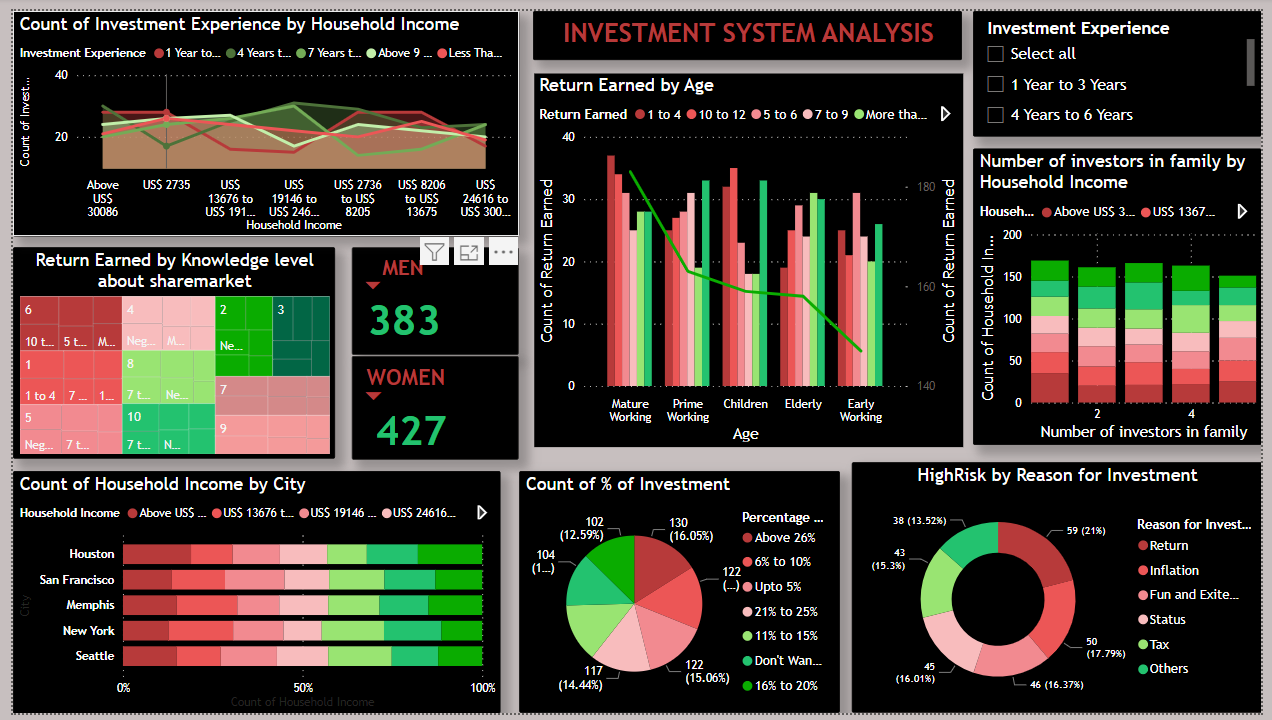 Count of Investment Experience by Household Income
Investment Experience 1 Year to... 4 Years t... 7 Years t... Above 9 ... Less Tha...
Count of Invest...
40
20
Above US$ 30086
US$ 2735
US$ 13676 to US$ 191...
US$ 19146 to US$ 246...
US$ 2736 to US$ 8205
US$ 8206 to US$ 13675
US$ 24616 to US$ 300...
Household Income
INVESTMENT SYSTEM ANALYSIS
Investment Experience
Select all
1 Year to 3 Years
4 Years to 6 Years
Return Earned by Age
Return Earned 1 to 4 10 to 12 5 to 6 7 to 9 More tha...
Count of Return Earned
40
30
20
10
0
180
160
140
Count of Return Earned
Mature Working
Prime Working
Children
Elderly
Early Working
Age
Number of investors in family by
Household Income
Househ... Above US$ 3... US$ 1367...
Count of Household In...
200
150
100
50
0
2
4
Number of investors in family
Return Earned by Knowledge level
about sharemarket
6
10 t...
5 t...
M...
4
Neg...
M...
2
Ne...
3
1
1 to 4
7 ...
1...
8
7 t...
Ne...
7
5
Neg...
7 t...
10
7 t...
N...
9
MEN
383
WOMEN
427
Count of Household Income by City
Household Income Above US$ ... US$ 13676 t... US$ 19146 ... US$ 24616...
City
Houston
San Francisco
Memphis
New York
Seattle
0%
50%
100%
Count of Household Income
Count of % of Investment
102
(12.59%)
130
(16.05%)
104
(1...)
122
(...)
117
(14.44%)
122
(15.06%)
Percentage ...
Above 26%
6% to 10%
Upto 5%
21% to 25%
11% to 15%
Don't Wan...
16% to 20%
HighRisk by Reason for Investment
38 (13.52%)
59 (21%)
43
(15.3%)
50
(17.79%)
45
(16.01%)
46 (16.37%)
Reason for Invest...
Return
Inflation
Fun and Exite...
Status
Tax
Others